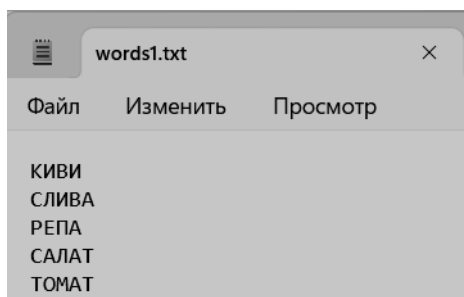 words1.txt
Файл Изменить Просмотр
КИВИ
СЛИВА
РЕПА
САЛАТ
ТОМАТ